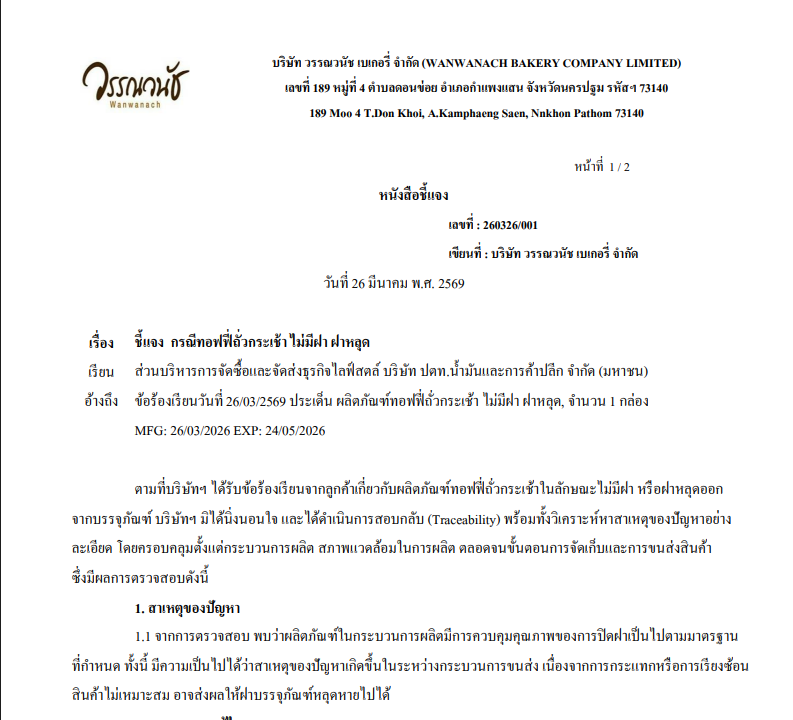 วรรณวนัช
Wanwanach
บริษัท วรรณวนัช เบเกอรี่ จำกัด (WANWANACH BAKERY COMPANY LIMITED)
เลขที่ 189 หมู่ที่ 4 ตำบลดอนข่อย อำเภอกำแพงแสน จังหวัดนครปฐม รหัสฯ 73140
189 Moo 4 T.Don Khoi, A.Kamphaeng Saen, Nnkhon Pathom 73140
หน้าที่ 1 / 2
หนังสือชี้แจง
เลขที่ : 260326/001
เขียนที่ : บริษัท วรรณวนัช เบเกอรี่ จำกัด
วันที่ 26 มีนาคม พ.ศ. 2569
เรื่อง ชี้แจง กรณีทอฟฟี่ถั่วกระเช้า ไม่มีฝา ฝาหลุด
เรียน ส่วนบริหารการจัดซื้อและจัดส่งธุรกิจไลฟ์สตล์ บริษัท ปตท.น้ำมันและการค้าปลีก จำกัด (มหาชน)
อ้างถึง ข้อร้องเรียนวันที่ 26/03/2569 ประเด็น ผลิตภัณฑ์ทอฟฟี่ถั่วกระเช้า ไม่มีฝา ฝาหลุด, จำนวน 1 กล่อง
MFG: 26/03/2026 EXP: 24/05/2026
ตามที่บริษัทฯ ได้รับข้อร้องเรียนจากลูกค้าเกี่ยวกับผลิตภัณฑ์ทอฟฟี่ถั่วกระเช้าในลักษณะไม่มีฝา หรือฝาหลุดออก
จากบรรจุภัณฑ์ บริษัทฯ มิได้นิ่งนอนใจ และได้ดำเนินการสอบกลับ (Traceability) พร้อมทั้งวิเคราะห์หาสาเหตุของปัญหาอย่าง
ละเอียด โดยครอบคลุมตั้งแต่กระบวนการผลิต สภาพแวดล้อมในการผลิต ตลอดจนขั้นตอนการจัดเก็บและการขนส่งสินค้า
ซึ่งมีผลการตรวจสอบดังนี้
1. สาเหตุของปัญหา
1.1 จากการตรวจสอบ พบว่าผลิตภัณฑ์ในกระบวนการผลิตมีการควบคุมคุณภาพของการปิดฝาเป็นไปตามมาตรฐาน
ที่กำหนด ทั้งนี้ มีความเป็นไปได้ว่าสาเหตุของปัญหาเกิดขึ้นในระหว่างกระบวนการขนส่ง เนื่องจากการกระแทกหรือการเรียงซ้อน
สินค้าไม่เหมาะสม อาจส่งผลให้ฝาบรรจุภัณฑ์หลุดหายไปได้